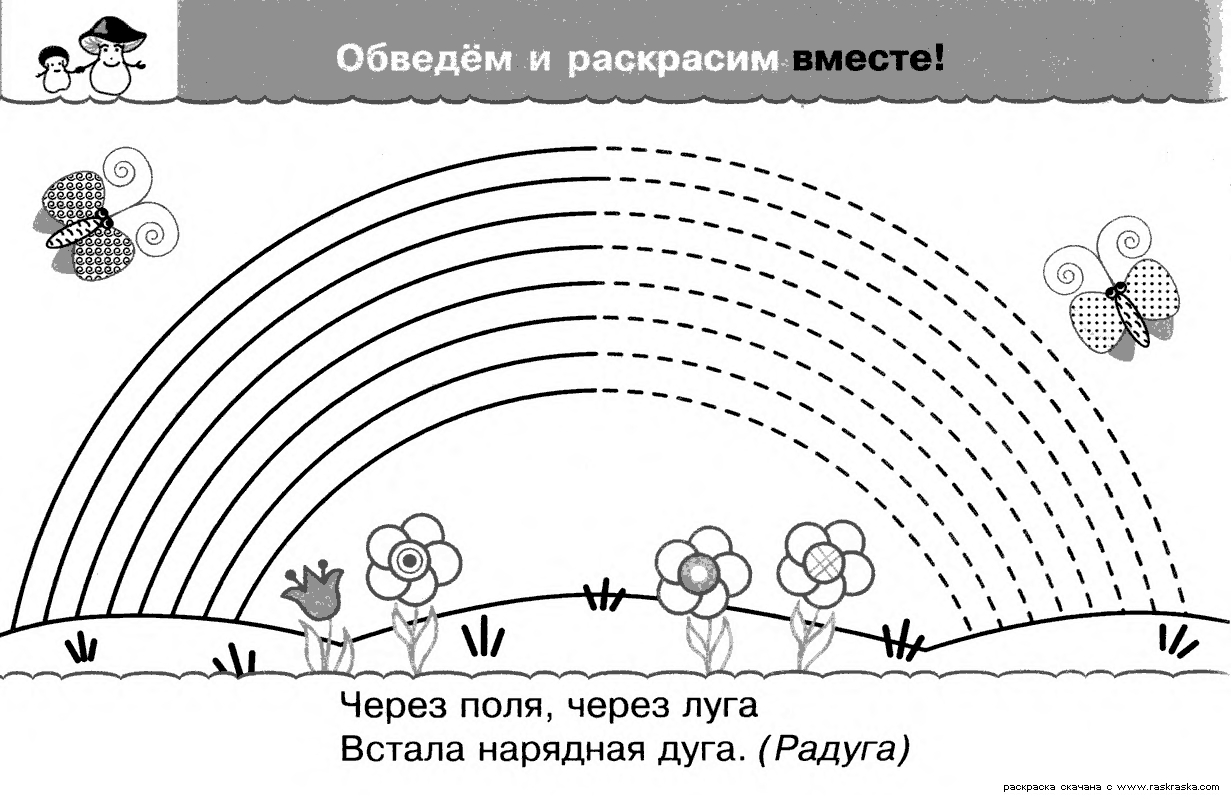 Обведём и раскрасим вместе!
Через поля, через луга
Встала нарядная дуга. (Радуга)
раскраска скачана с www.raskraska.com